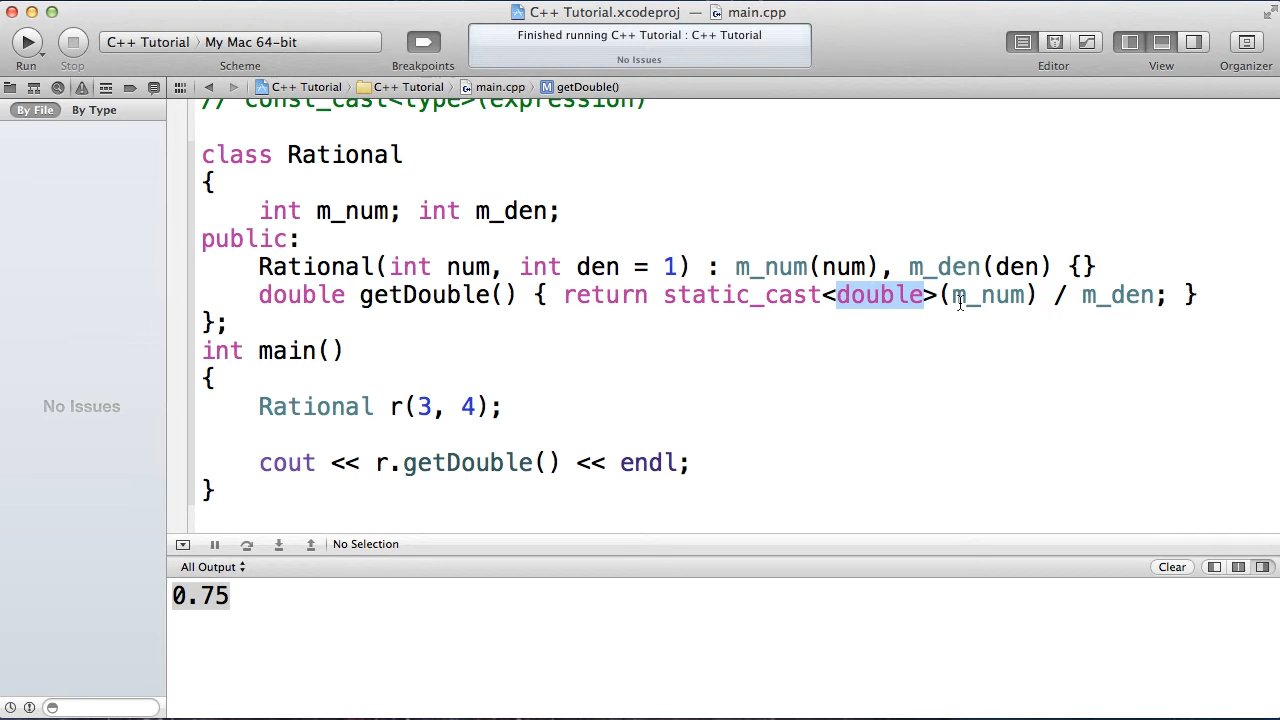 C++ Tutorial.xcodeproj — main.cpp
Run Stop C++ Tutorial > My Mac 64-bit Scheme Breakpoints Finished running C++ Tutorial : C++ Tutorial No Issues Editor View Organizer
C++ Tutorial C++ Tutorial main.cpp M getDouble()
By File By Type
No Issues
// const_cast<type>(expression)
class Rational
{
int m_num; int m_den;
public:
Rational(int num, int den = 1) : m_num(num), m_den(den) {}
double getDouble() { return static_cast<double>(m_num) / m_den; }
};
int main()
{
Rational r(3, 4);
cout << r.getDouble() << endl;
}
No Selection
All Output Clear
0.75